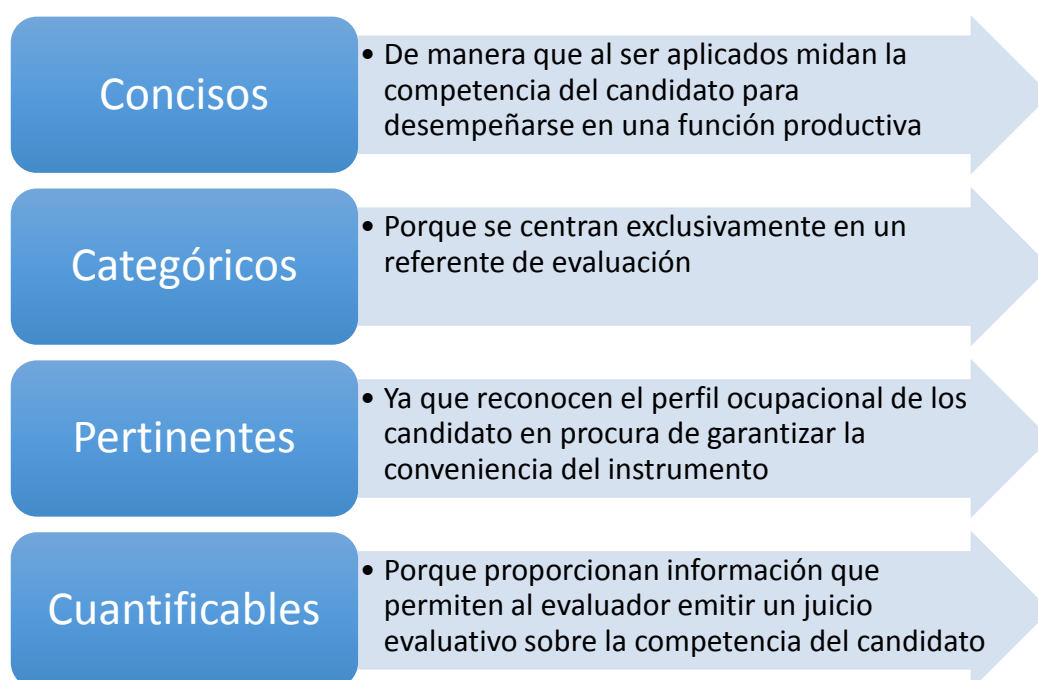 Concisos
• De manera que al ser aplicados midan la
competencia del candidato para
desempeñarse en una función productiva
Categóricos
• Porque se centran exclusivamente en un
referente de evaluación
Pertinentes
• Ya que reconocen el perfil ocupacional de los
candidato en procura de garantizar la
conveniencia del instrumento
Cuantificables
• Porque proporcionan información que
permiten al evaluador emitir un juicio
evaluativo sobre la competencia del candidato